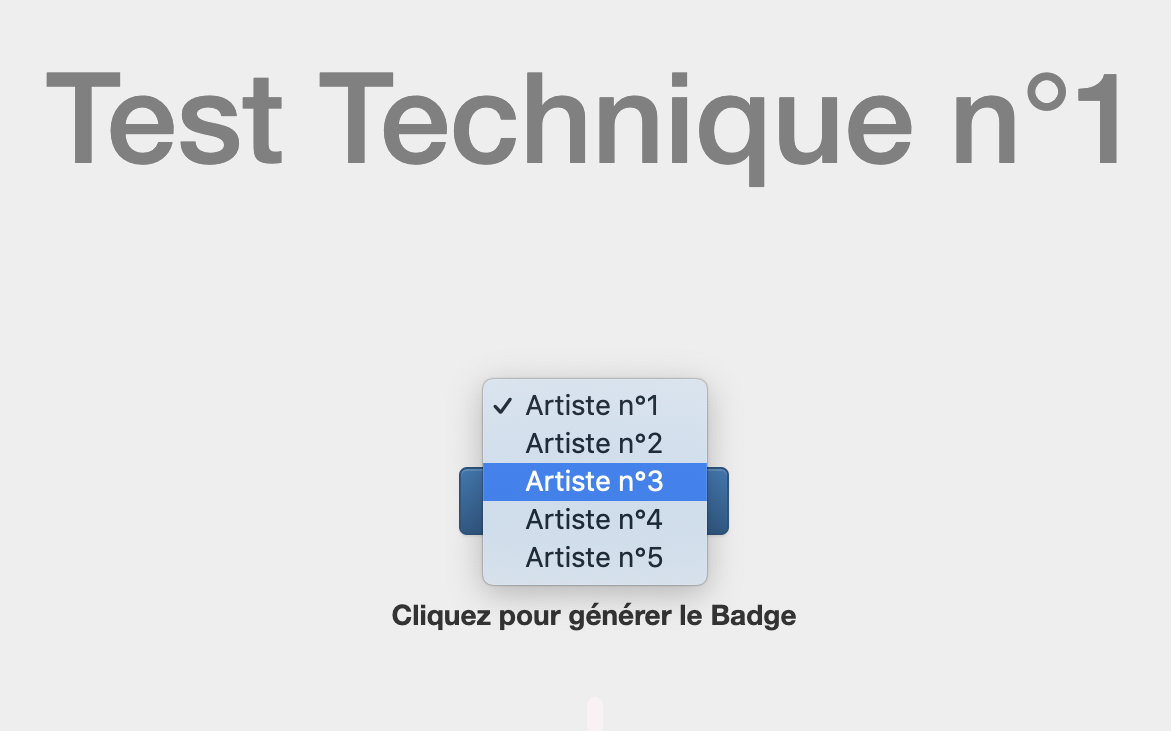 Test Technique n°1
Artiste n°1
Artiste n°2
Artiste n°3
Artiste n°4
Artiste n°5
Cliquez pour générer le Badge